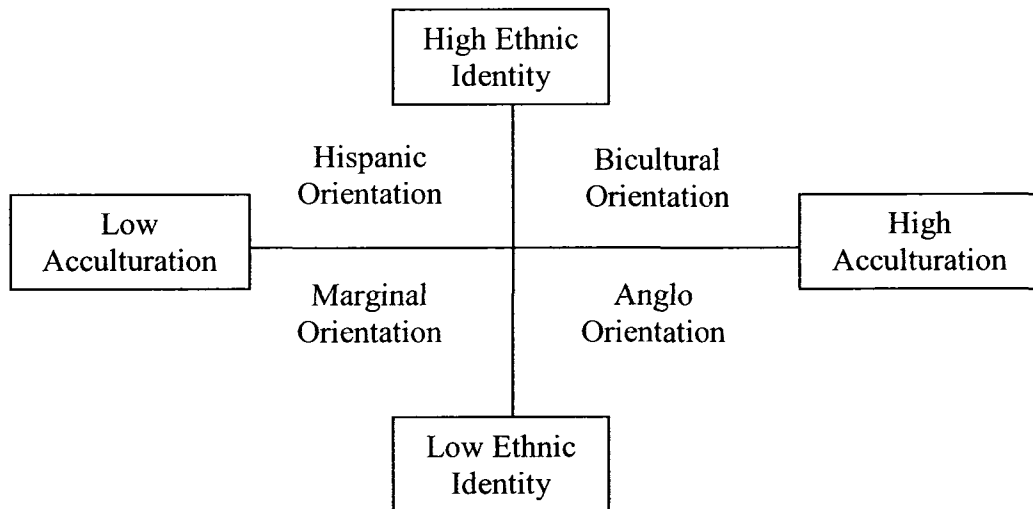 High Ethnic
Identity
Hispanic
Orientation
Bicultural
Orientation
Low
Acculturation
High
Acculturation
Marginal
Orientation
Anglo
Orientation
Low Ethnic
Identity